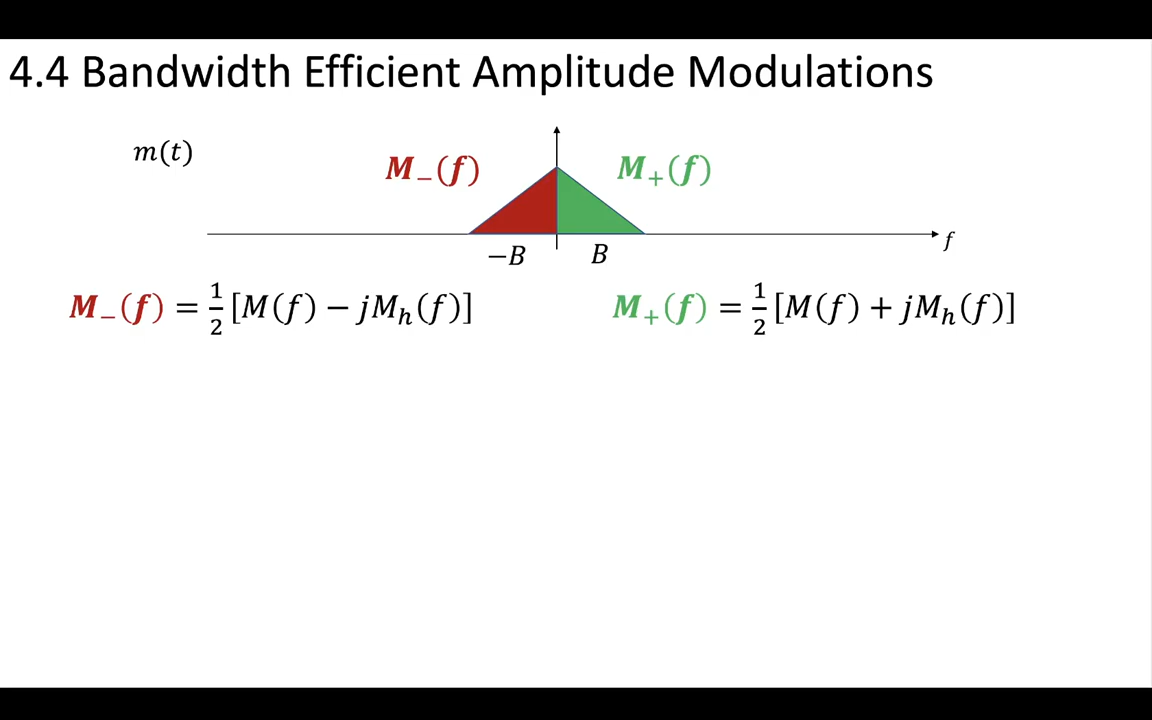 4.4 Bandwidth Efficient Amplitude Modulations
m(t)
M₋(f)
M₊(f)
−B
B
f
M₋(f) = ½ [M(f) − jMₕ(f)]
M₊(f) = ½ [M(f) + jMₕ(f)]